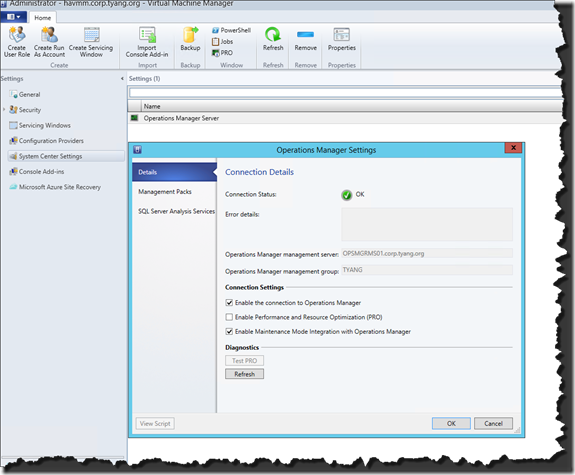 Administrator - havmm.corp.tyang.org - Virtual Machine Manager
Home
Create User Role
Create Run As Account
Create Servicing Window
Import Console Add-in
Backup
PowerShell
Jobs
PRO
Refresh
Remove
Properties
Create
Import
Backup
Window
Refresh
Remove
Properties
Settings
Settings (1)
General
Security
Servicing Windows
Configuration Providers
System Center Settings
Console Add-ins
Microsoft Azure Site Recovery
Name
Operations Manager Server
Operations Manager Settings
Details
Management Packs
SQL Server Analysis Services
Connection Details
Connection Status:
OK
Error details:
Operations Manager management server:
OPSMGRMS01.corp.tyang.org
Operations Manager management group:
TYANG
Connection Settings
Enable the connection to Operations Manager
Enable Performance and Resource Optimization (PRO)
Enable Maintenance Mode Integration with Operations Manager
Diagnostics
Test PRO
Refresh
View Script
OK
Cancel